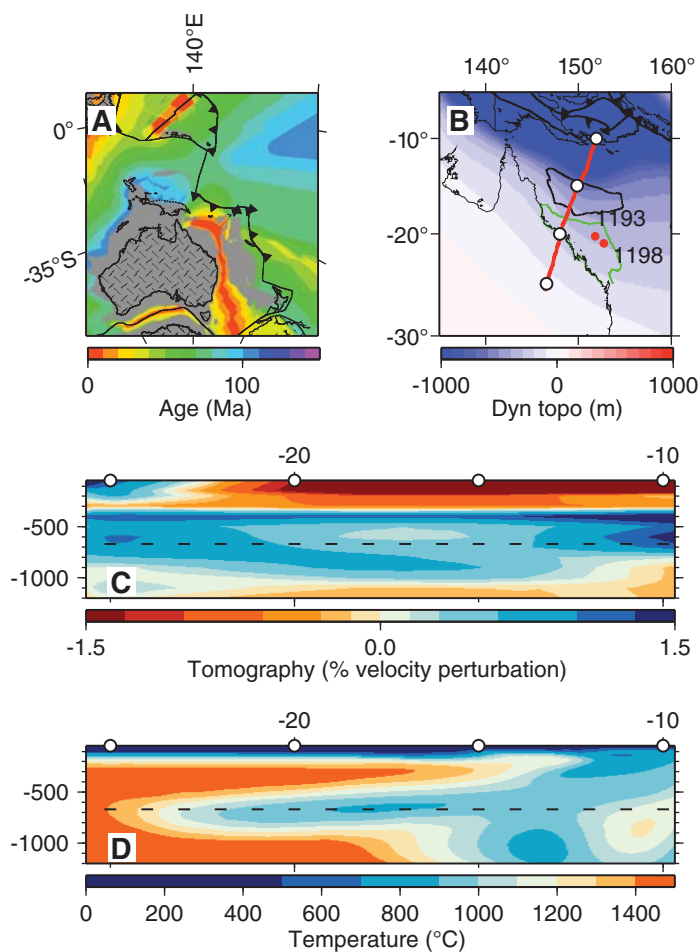 140°E
A
0°
-35°S
0 100
Age (Ma)
140° 150° 160°
B
-10°
-20°
-30°
1193
1198
-1000 0 1000
Dyn topo (m)
-20 -10
-500
-1000
C
-1.5 0.0 1.5
Tomography (% velocity perturbation)
-20 -10
-500
-1000
D
0 200 400 600 800 1000 1200 1400
Temperature (°C)